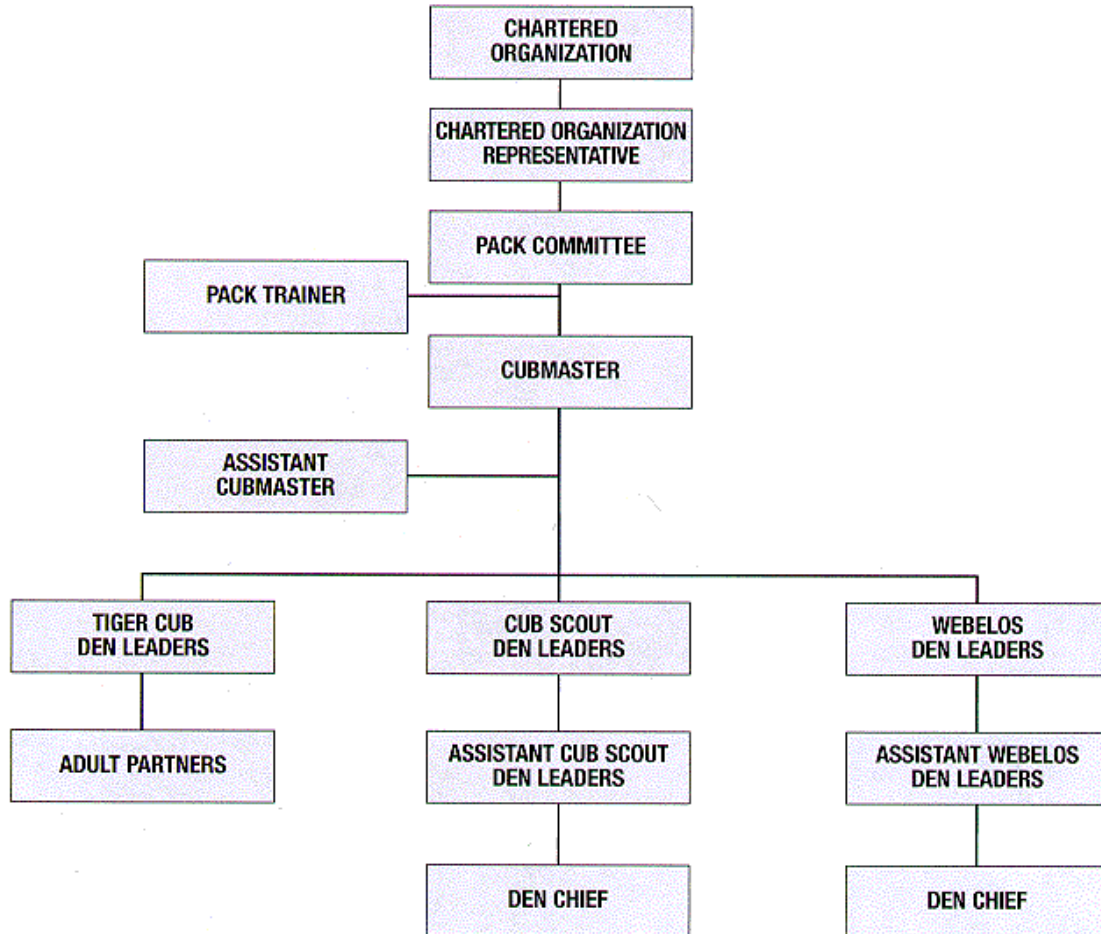 CHARTERED
ORGANIZATION
CHARTERED ORGANIZATION
REPRESENTATIVE
PACK COMMITTEE
PACK TRAINER
CUBMASTER
ASSISTANT
CUBMASTER
TIGER CUB
DEN LEADERS
CUB SCOUT
DEN LEADERS
WEBELOS
DEN LEADERS
ADULT PARTNERS
ASSISTANT CUB SCOUT
DEN LEADERS
ASSISTANT WEBELOS
DEN LEADERS
DEN CHIEF
DEN CHIEF